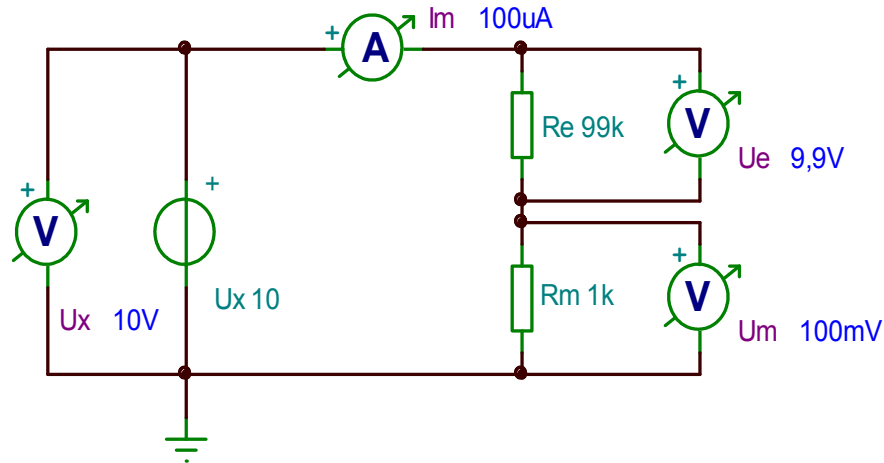 Im 100uA
+ A
Re 99k
+ V
Ue 9,9V
+ V
Ux 10V
+
Ux 10
Rm 1k
+ V
Um 100mV